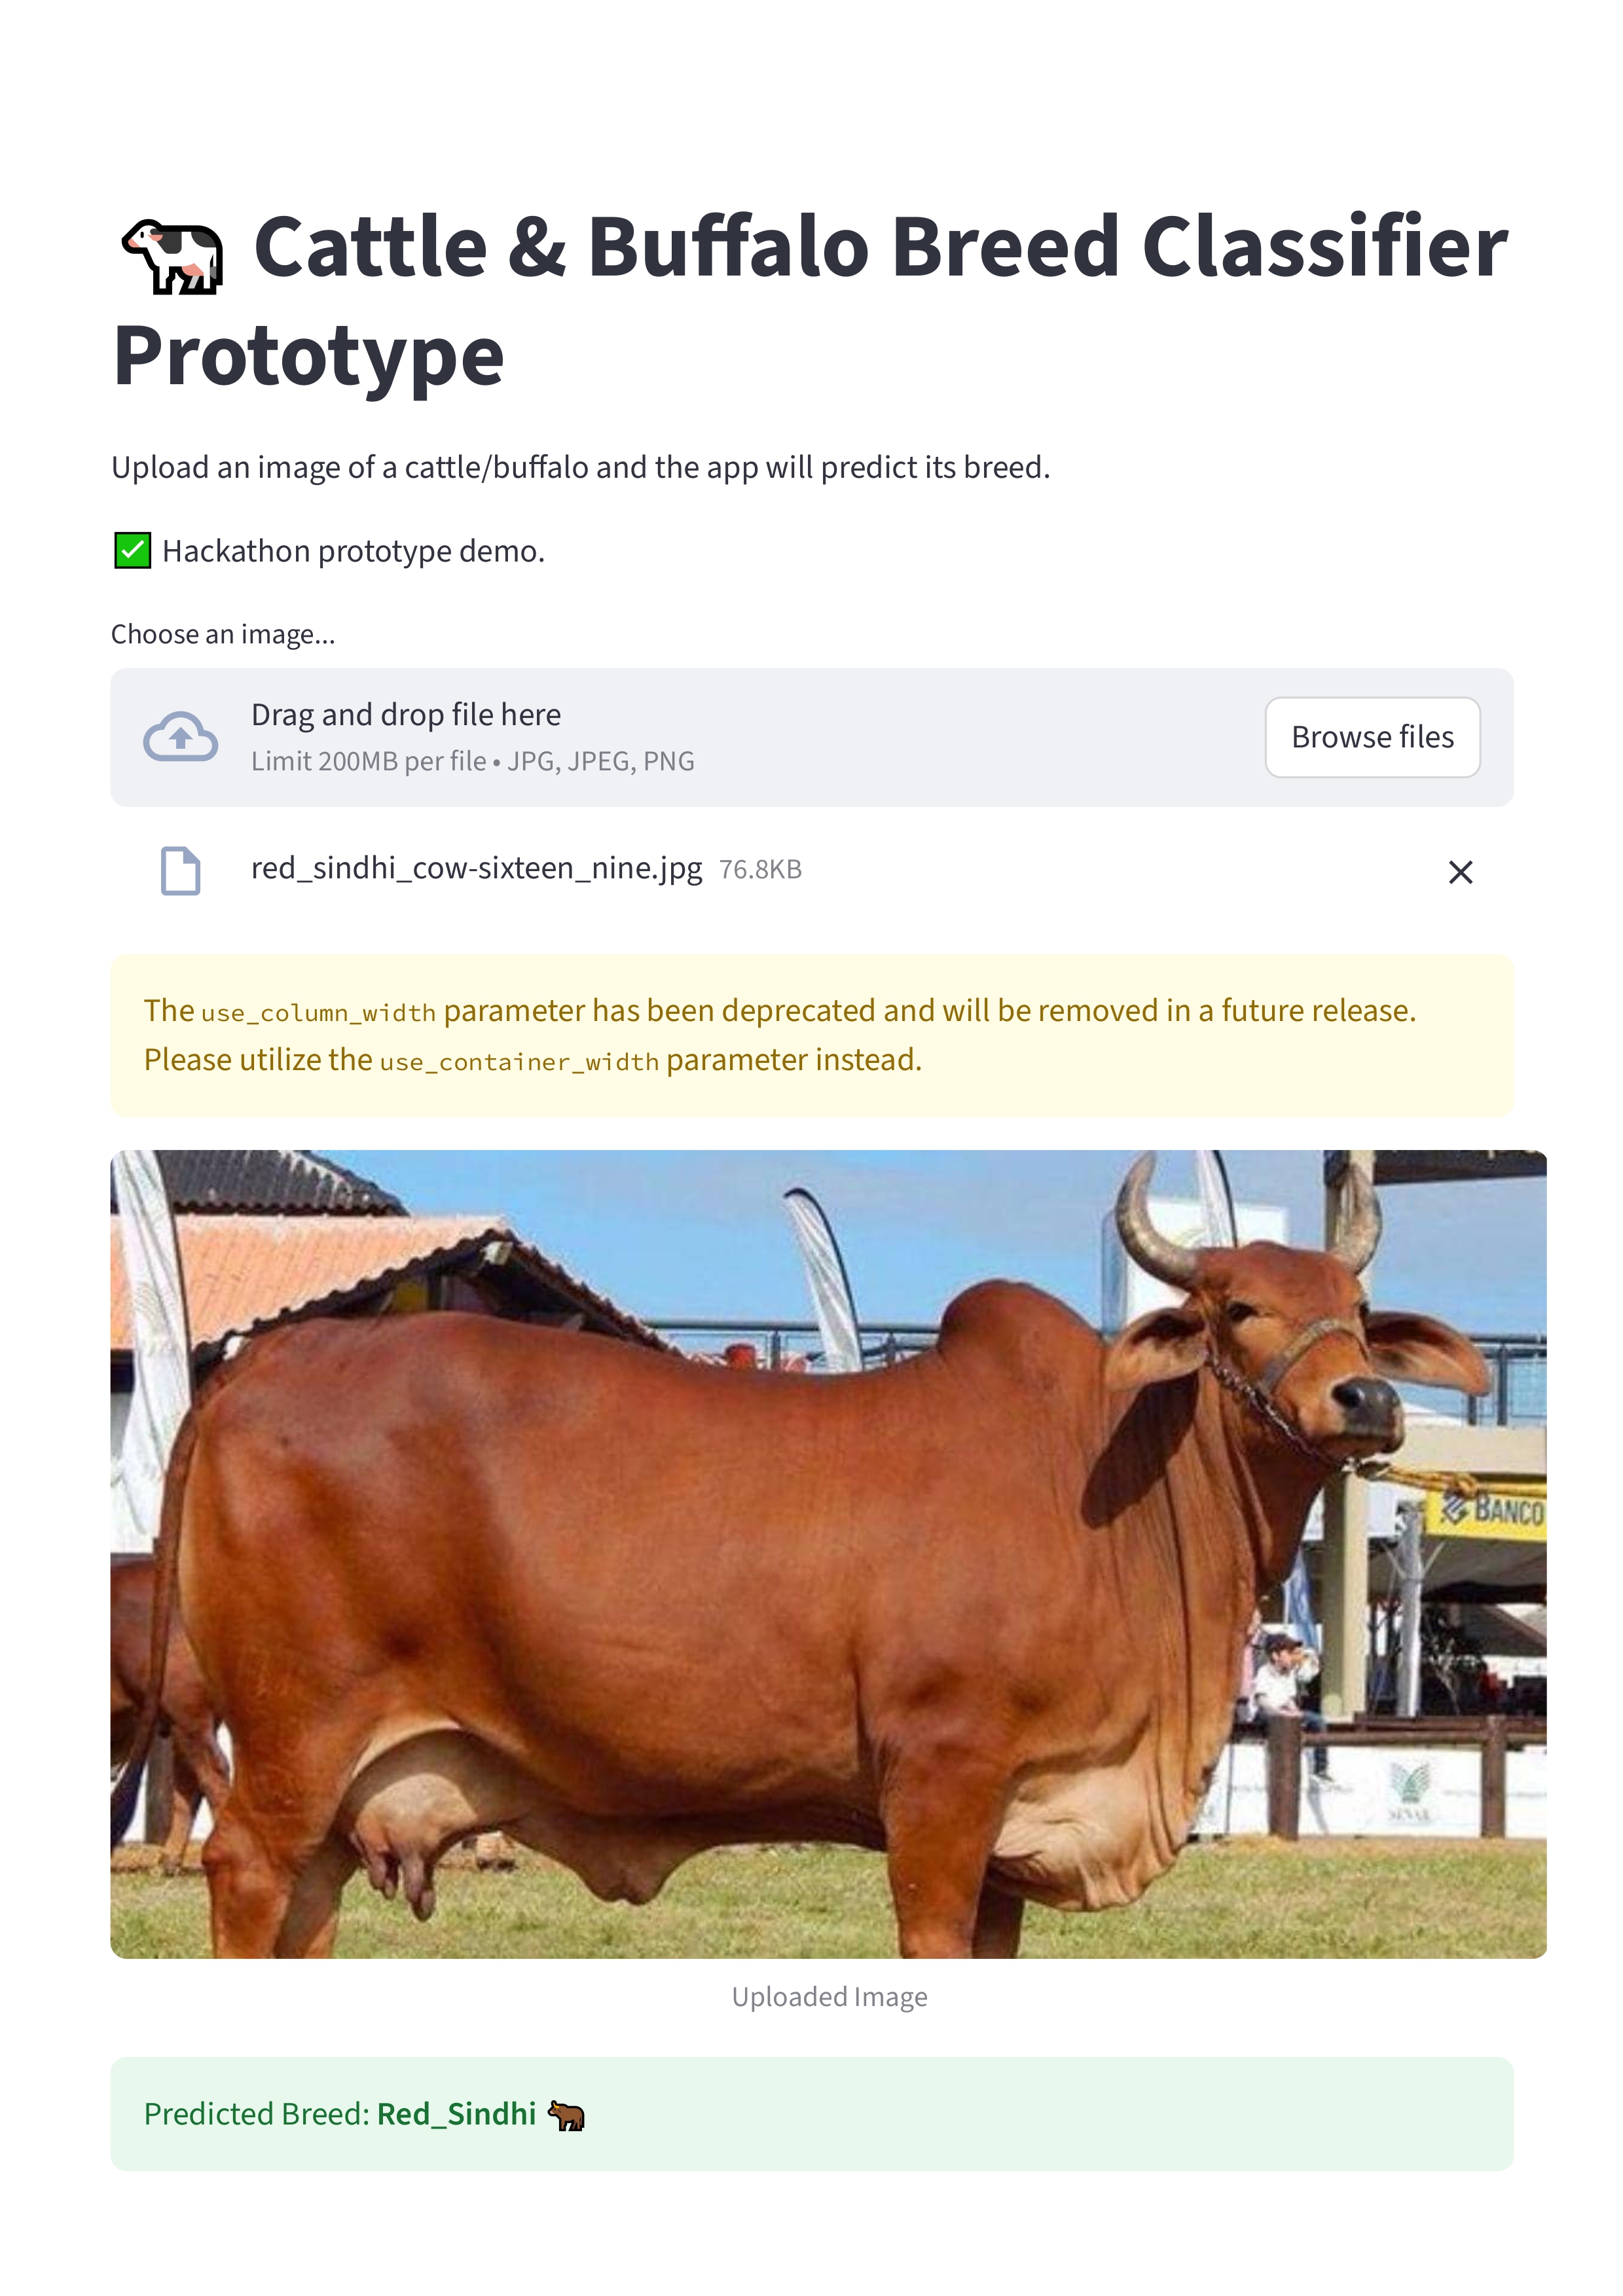 Cattle & Buffalo Breed Classifier
Prototype
Upload an image of a cattle/buffalo and the app will predict its breed.
Hackathon prototype demo.
Choose an image...
Drag and drop file here
Limit 200MB per file • JPG, JPEG, PNG
Browse files
red_sindhi_cow-sixteen_nine.jpg 76.8KB
The use_column_width parameter has been deprecated and will be removed in a future release.
Please utilize the use_container_width parameter instead.
BANCO
Uploaded Image
Predicted Breed: Red_Sindhi